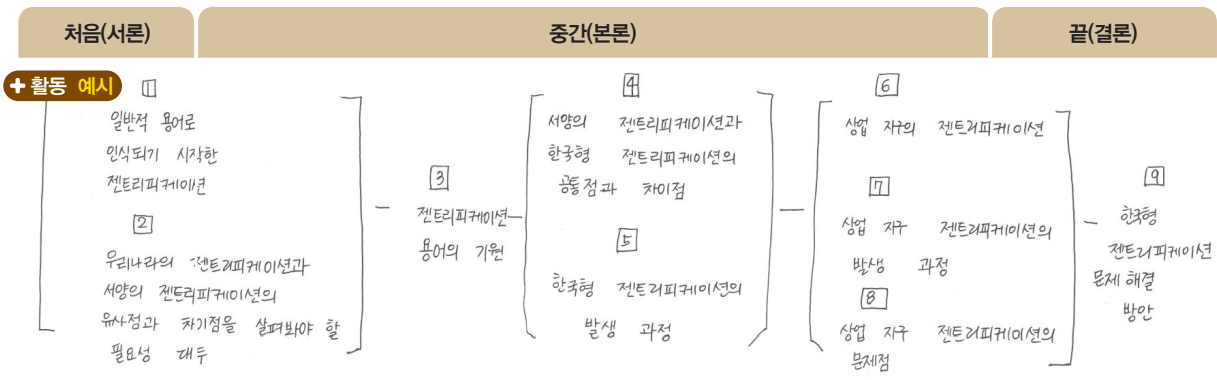 처음(서론)
중간(본론)
끝(결론)
+ 활동 예시
1
일반적 용어로
인식되기 시작한
젠트리피케이션
2
우리나라의 젠트리피케이션과
서양의 젠트리피케이션의
유사점과 차기점을 살펴봐야 할
필요성 대두
3
젠트리피케이션
용어의 기원
4
서양의 젠트리피케이션과
한국형 젠트리피케이션의
공통점과 차이점
5
한국형 젠트리피케이션의
발생 과정
6
상업 지구의 젠트리피케이션
7
상업 지구 젠트리피케이션의
발생 과정
8
상업 지구 젠트리피케이션의
문제점
9
한국형
젠트리피케이션
문제 해결
방안